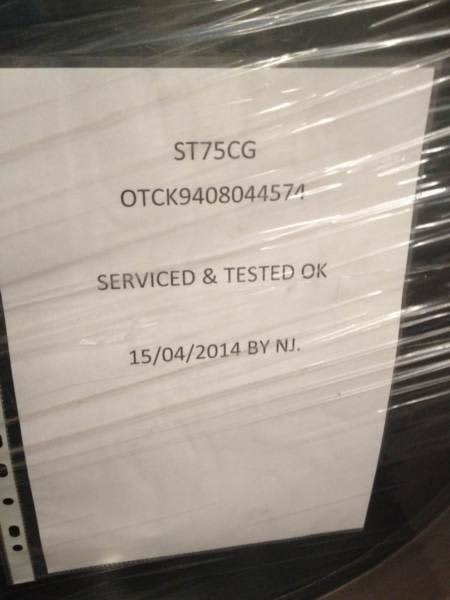 ST75CG
OTCK9408044574
SERVICED & TESTED OK
15/04/2014 BY NJ.